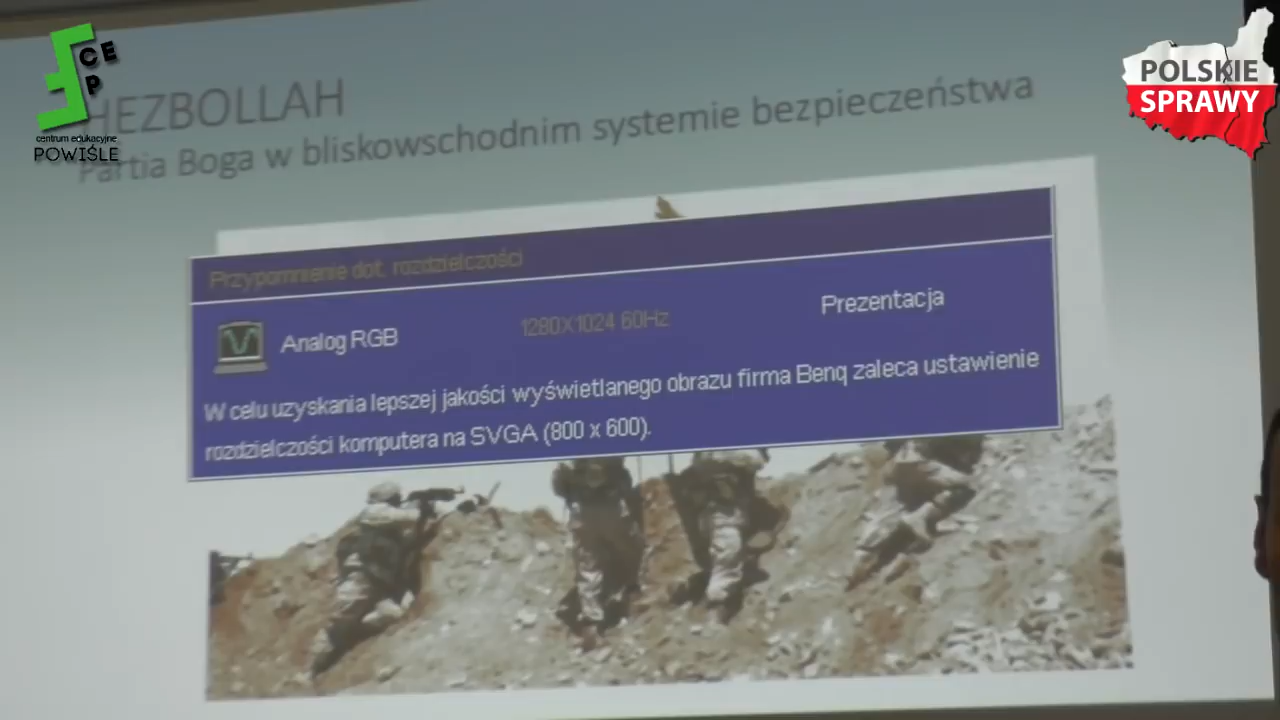 CE
P
centrum edukacyjne
POWIŚLE
POLSKIE
SPRAWY
HEZBOLLAH
Partia Boga w bliskowschodnim systemie bezpieczeństwa
Przypomnienie dot. rozdzielczości
Analog RGB
1280X1024 60Hz
Prezentacja
W celu uzyskania lepszej jakości wyświetlanego obrazu firma Benq zaleca ustawienie
rozdzielczości komputera na SVGA (800 x 600).